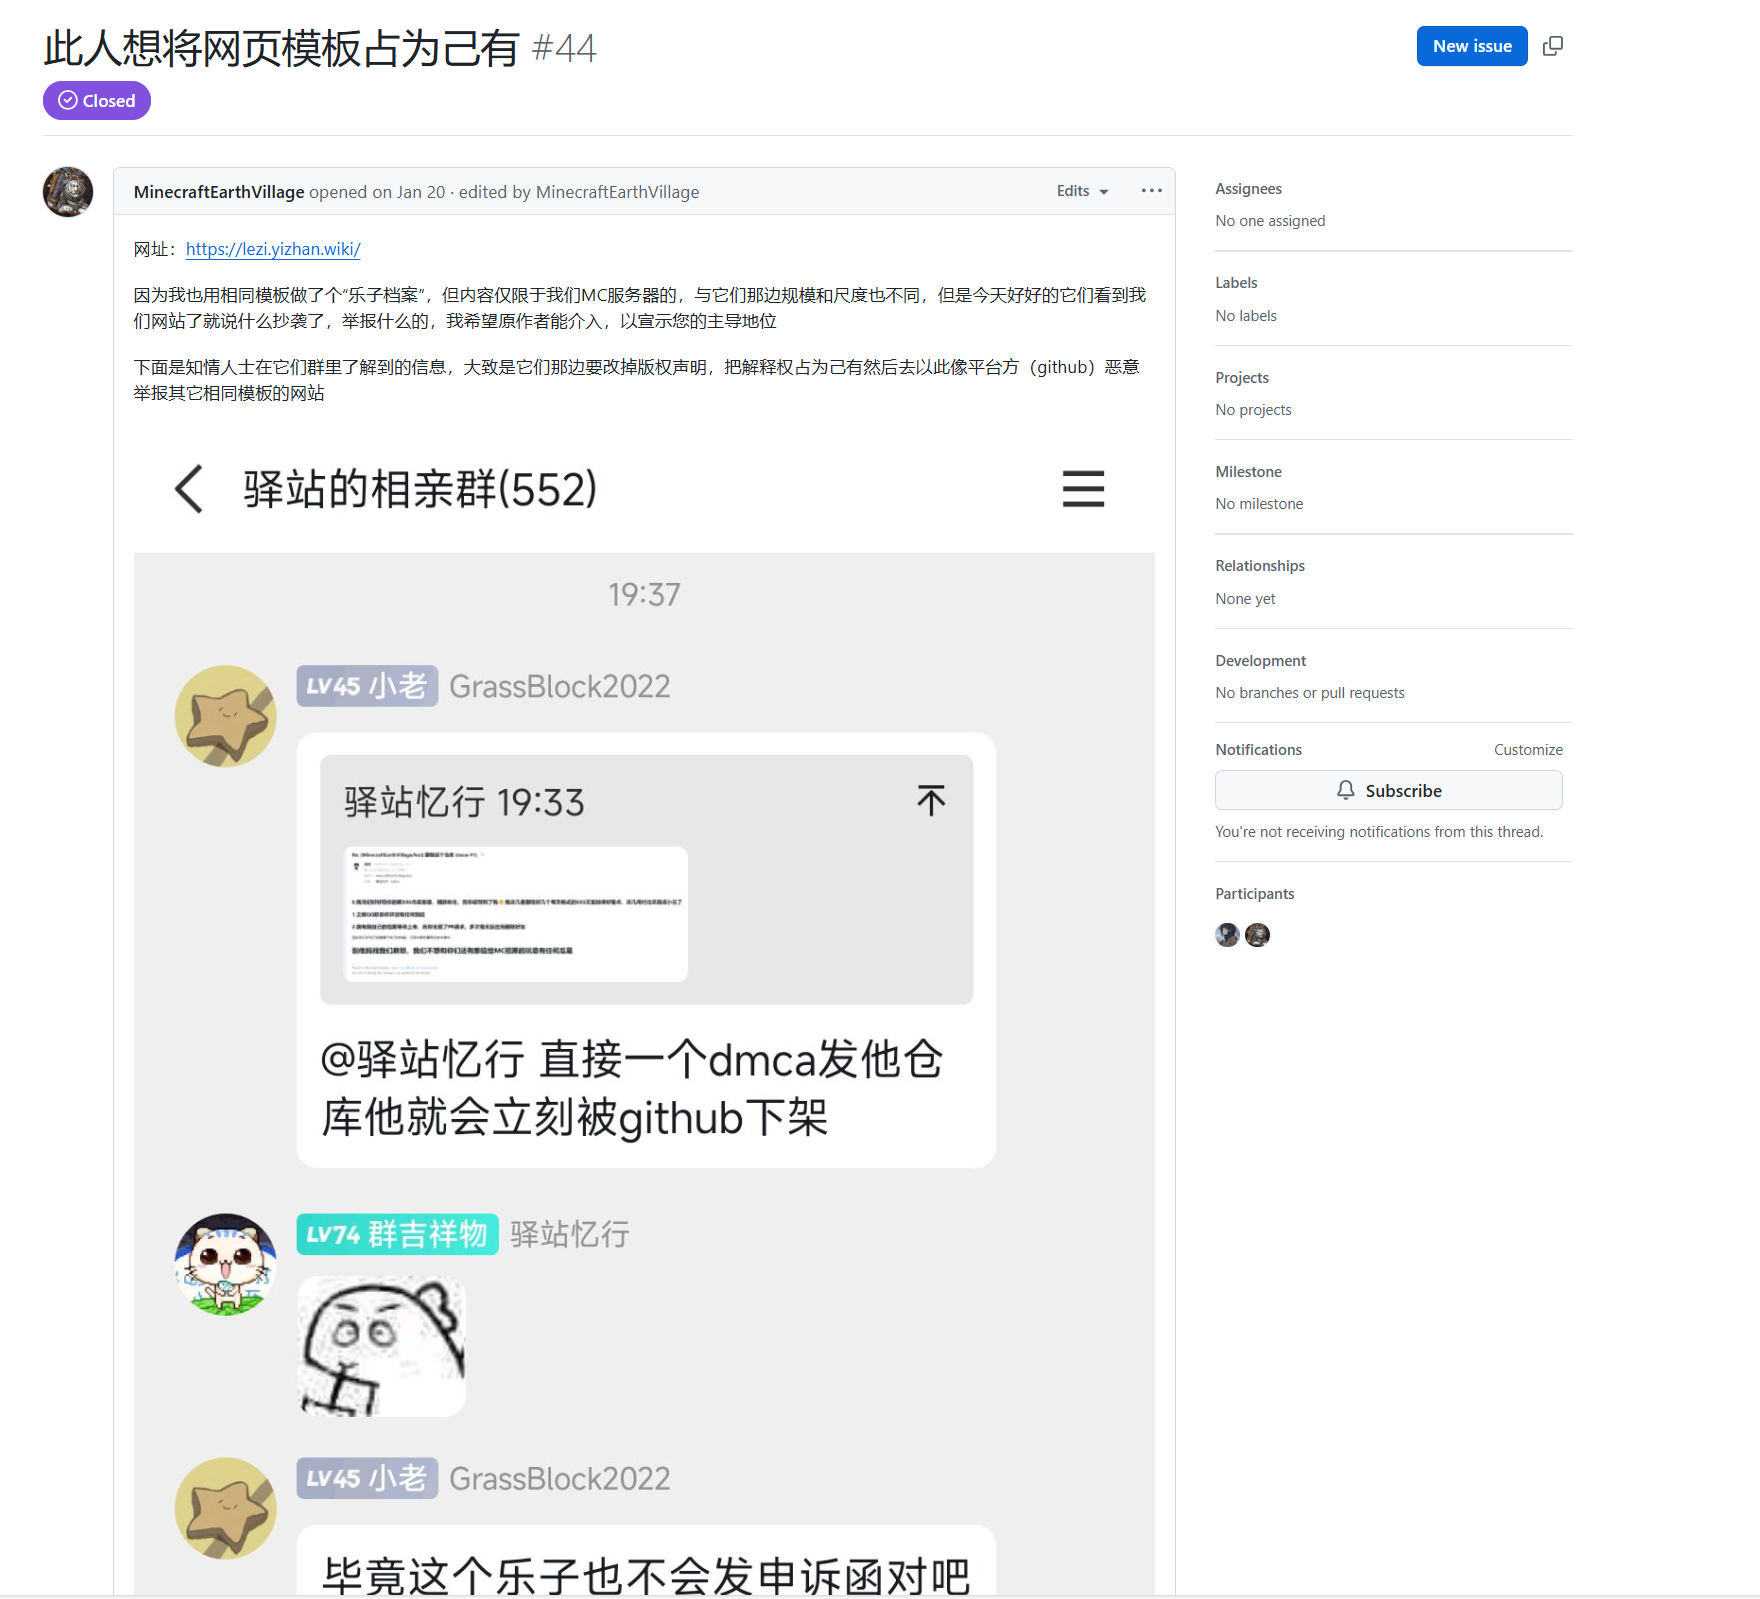 此人想将网页模板占为己有 #44
New issue
Closed
MinecraftEarthVillage opened on Jan 20 · edited by MinecraftEarthVillage
Edits
网址：https://lezi.yizhan.wiki/
因为我也用相同模板做了个“乐子档案”，但内容仅限于我们MC服务器的，与它们那边规模和尺度也不同，但是今天好好的它们看到我
们网站了就说什么抄袭了，举报什么的，我希望原作者能介入，以宣示您的主导地位
下面是知情人士在它们群里了解到的信息，大致是它们那边要改掉版权声明，把解释权占为己有然后去以此像平台方（github）恶意
举报其它相同模板的网站
驿站的相亲群(552)
19:37
LV45 小老 GrassBlock2022
驿站忆行 19:33
@驿站忆行 直接一个dmca发他仓
库他就会立刻被github下架
LV74 群吉祥物 驿站忆行
LV45 小老 GrassBlock2022
毕竟这个乐子也不会发申诉函对吧
Assignees
No one assigned
Labels
No labels
Projects
No projects
Milestone
No milestone
Relationships
None yet
Development
No branches or pull requests
Notifications
Customize
Subscribe
You're not receiving notifications from this thread.
Participants